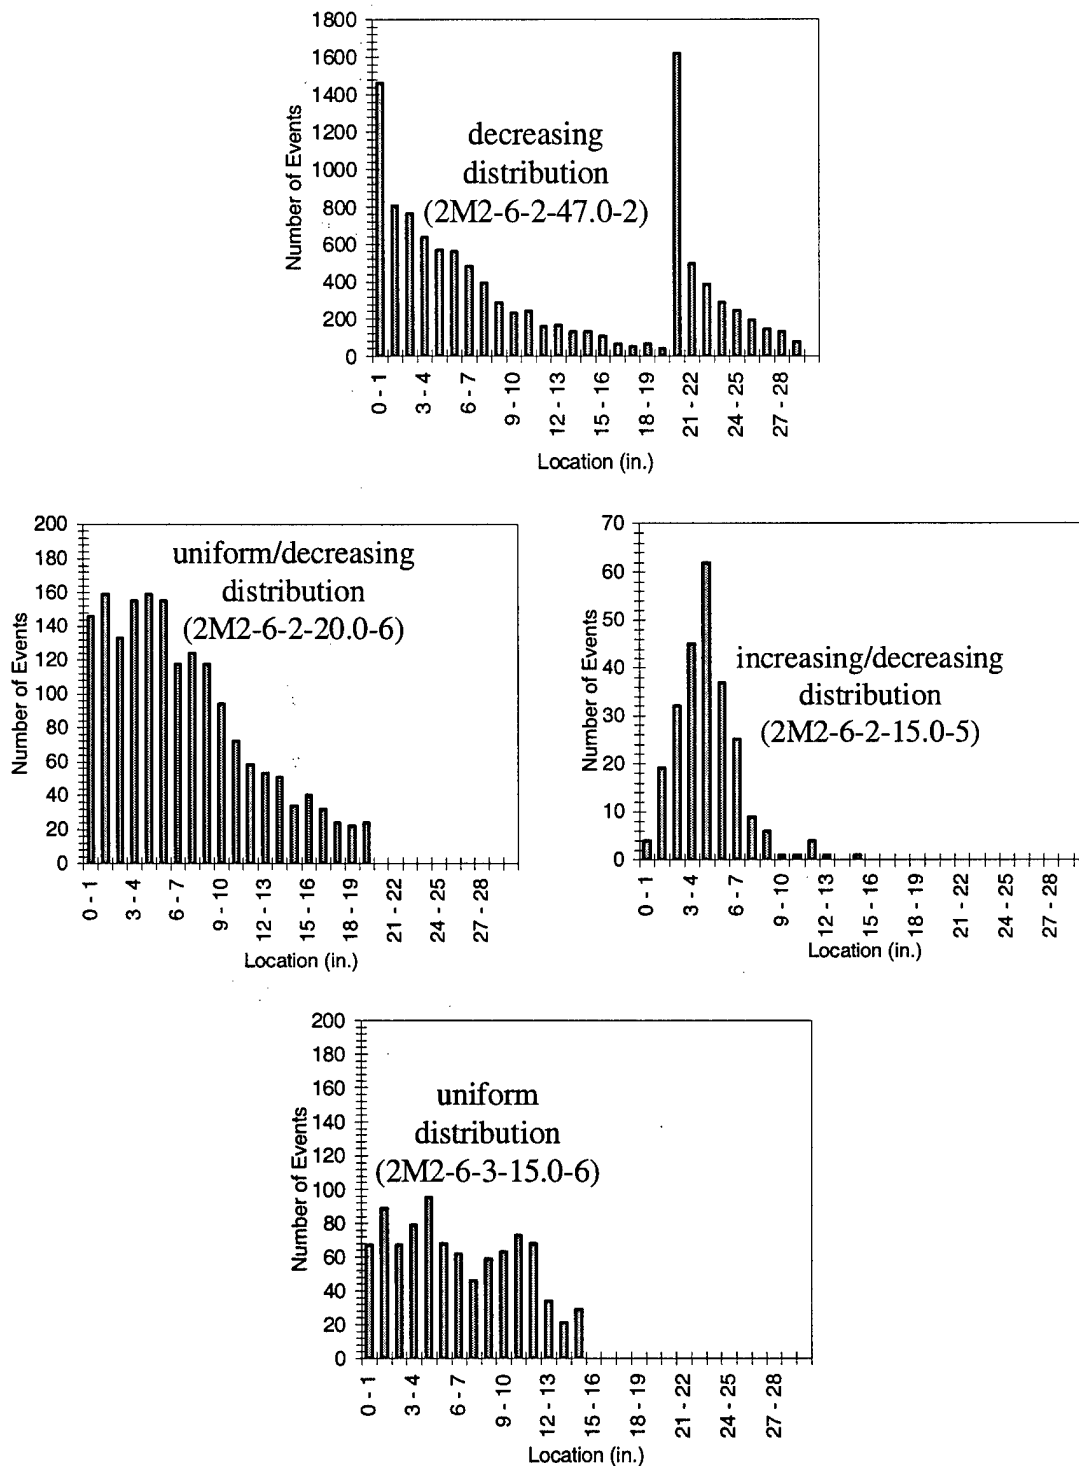 1800
1600
1400
1200
1000
800
600
400
200
0
Number of Events
decreasing
distribution
(2M2-6-2-47.0-2)
0 - 1
3 - 4
6 - 7
9 - 10
12 - 13
15 - 16
18 - 19
21 - 22
24 - 25
27 - 28
Location (in.)
200
180
160
140
120
100
80
60
40
20
0
Number of Events
uniform/decreasing
distribution
(2M2-6-2-20.0-6)
0 - 1
3 - 4
6 - 7
9 - 10
12 - 13
15 - 16
18 - 19
21 - 22
24 - 25
27 - 28
Location (in.)
70
60
50
40
30
20
10
0
Number of Events
increasing/decreasing
distribution
(2M2-6-2-15.0-5)
0 - 1
3 - 4
6 - 7
9 - 10
12 - 13
15 - 16
18 - 19
21 - 22
24 - 25
27 - 28
Location (in.)
200
180
160
140
120
100
80
60
40
20
0
Number of Events
uniform
distribution
(2M2-6-3-15.0-6)
0 - 1
3 - 4
6 - 7
9 - 10
12 - 13
15 - 16
18 - 19
21 - 22
24 - 25
27 - 28
Location (in.)